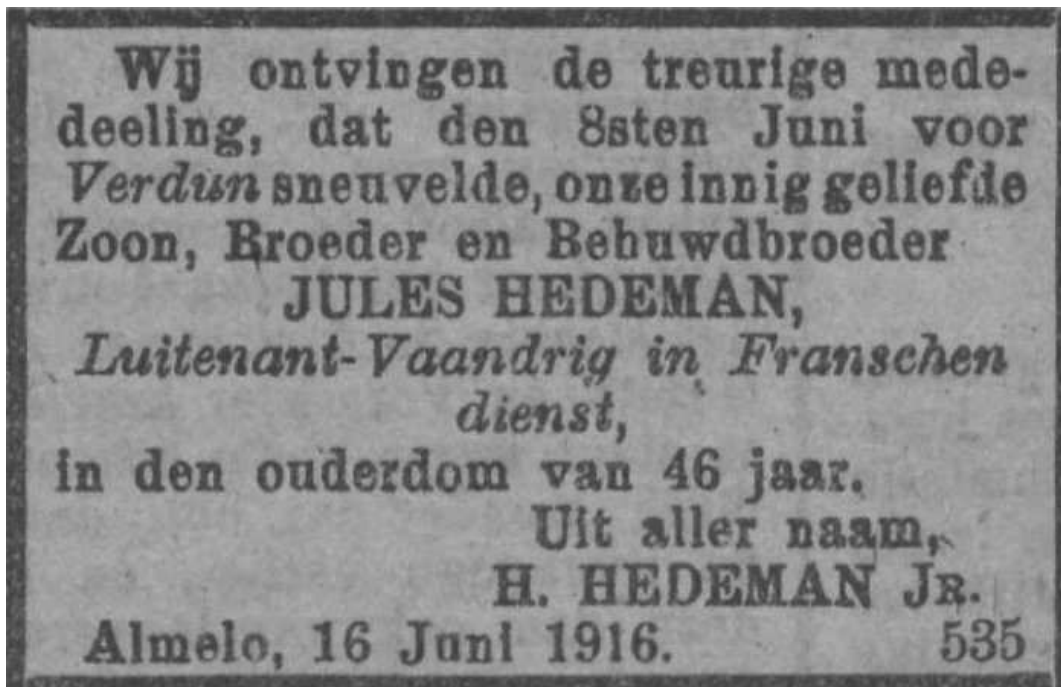 Wij ontvingen de treurige mede-
deeling, dat den 8sten Juni voor
Verdun sneuvelde, onze innig geliefde
Zoon, Broeder en Behuwdbroeder
JULES HEDEMAN,
Luitenant-Vaandrig in Franschen
dienst,
in den ouderdom van 46 jaar.
Uit aller naam,
H. HEDEMAN JR.
Almelo, 16 Juni 1916. 535